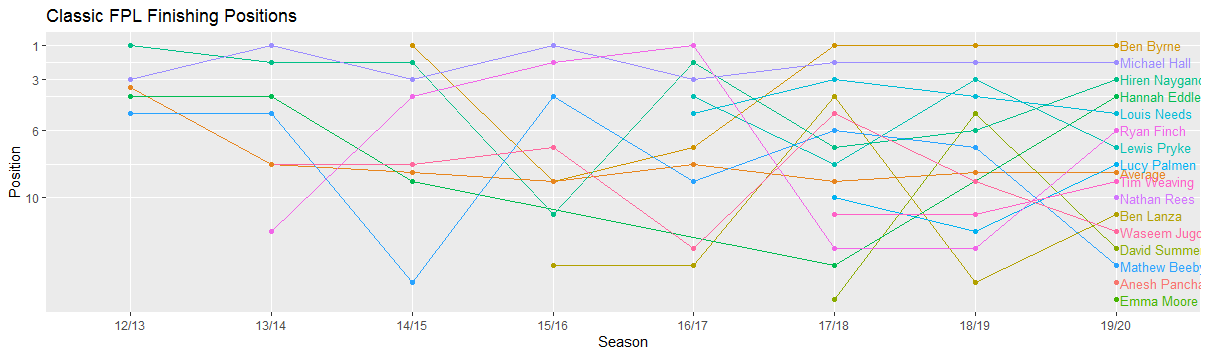 Classic FPL Finishing Positions
Position
1
3
6
10
Ben Byrne
Michael Hall
Hiren Naygand
Hannah Eddle
Louis Needs
Ryan Finch
Lewis Pryke
Lucy Palmen
Average
Tim Weaving
Nathan Rees
Ben Lanza
Waseem Jugo
David Summe
Mathew Beeby
Anesh Pancha
Emma Moore
12/13 13/14 14/15 15/16 16/17 17/18 18/19 19/20
Season